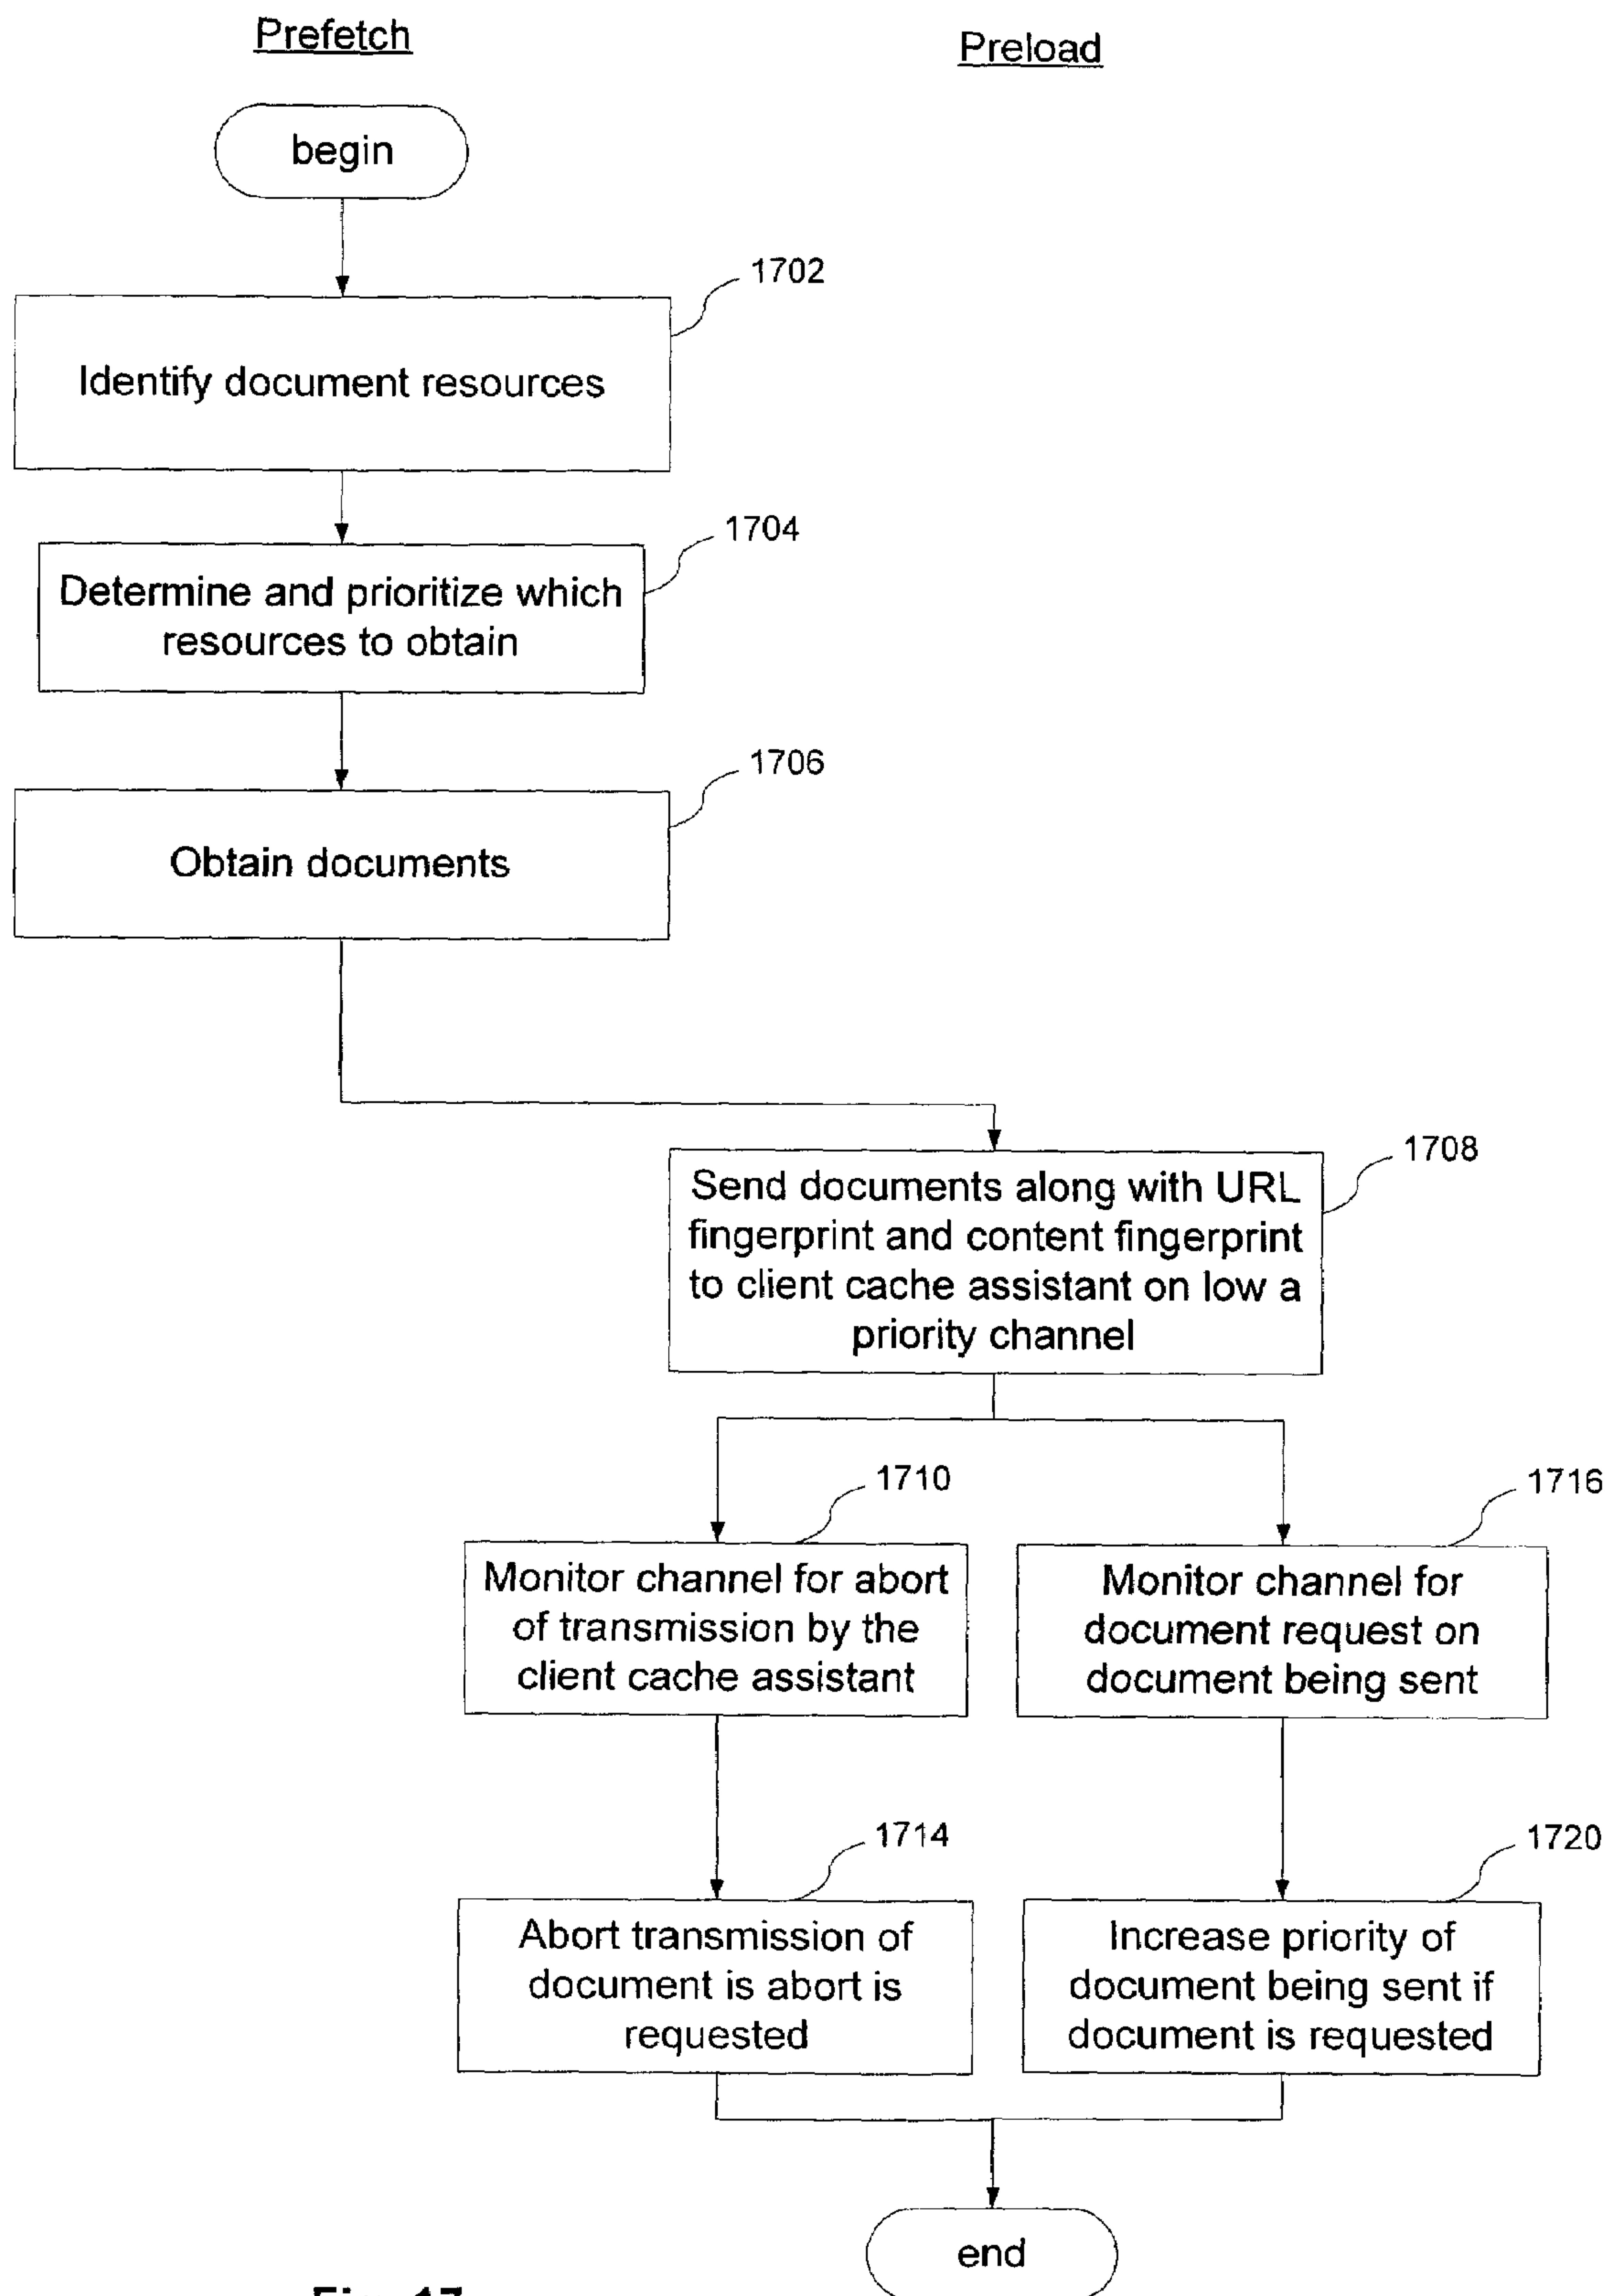 Prefetch
Preload
begin
1702
Identify document resources
1704
Determine and prioritize which
resources to obtain
1706
Obtain documents
1708
Send documents along with URL
fingerprint and content fingerprint
to client cache assistant on low a
priority channel
1710
Monitor channel for abort
of transmission by the
client cache assistant
1716
Monitor channel for
document request on
document being sent
1714
Abort transmission of
document is abort is
requested
1720
Increase priority of
document being sent if
document is requested
end
Fig. 17